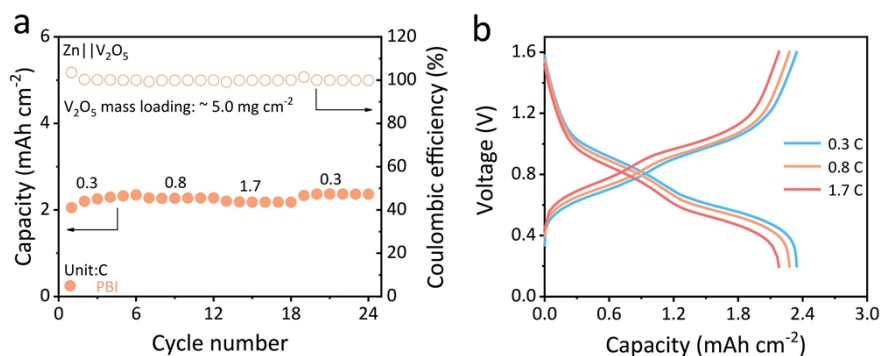 a
Zn||V₂O₅
V₂O₅ mass loading: ~ 5.0 mg cm⁻²
0.3
0.8
1.7
0.3
Unit:C
PBI
Capacity (mAh cm⁻²)
6
4
2
0
Coulombic efficiency (%)
120
100
80
60
40
20
0
0 6 12 18 24
Cycle number
b
Voltage (V)
1.6
1.2
0.8
0.4
0.0
0.3 C
0.8 C
1.7 C
0.0 0.6 1.2 1.8 2.4 3.0
Capacity (mAh cm⁻²)